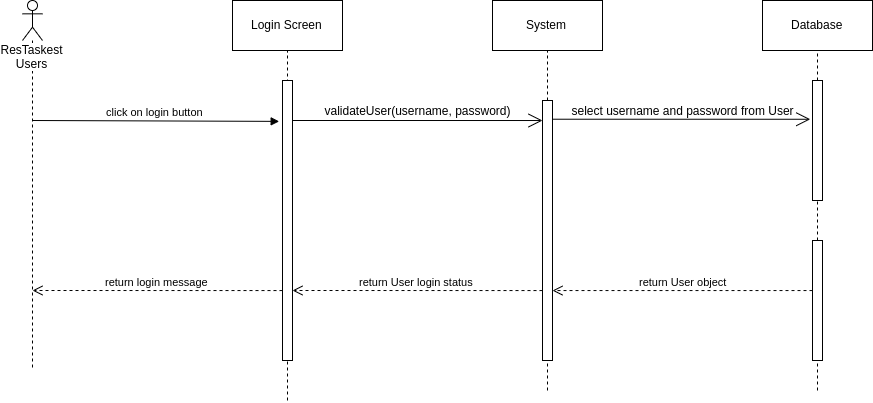 Login Screen
System
Database
ResTaskest
Users
click on login button
validateUser(username, password)
select username and password from User
return login message
return User login status
return User object